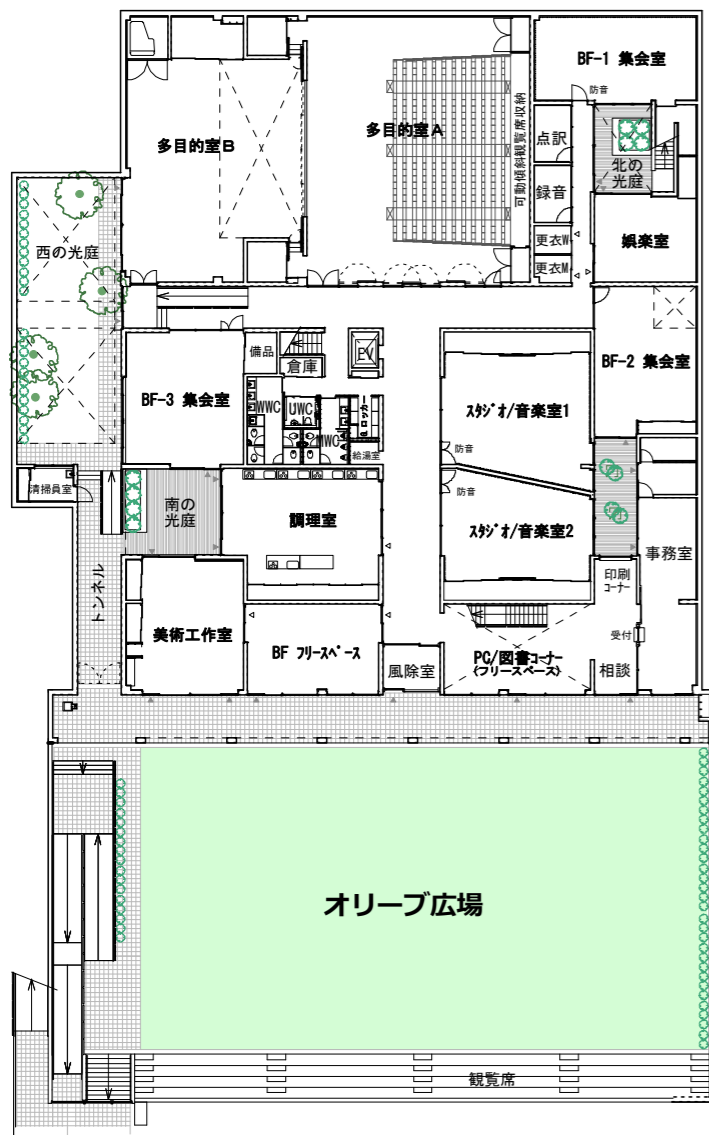 BF-1 集会室
防音
多目的室B
多目的室A
可動傾斜観覧席収納
点訳
北の
光庭
録音
西の光庭
更衣W
娯楽室
更衣M
備品
倉庫
EV
BF-2 集会室
BF-3 集会室
WWC
UWC
MWC
ロッカー
給湯室
スタジオ/音楽室1
防音
清掃員室
南の
光庭
調理室
防音
スタジオ/音楽室2
事務室
トンネル
印刷
コーナー
美術工作室
BF フリースペース
風除室
PC/図書コーナー
(フリースペース)
受付
相談
オリーブ広場
観覧席